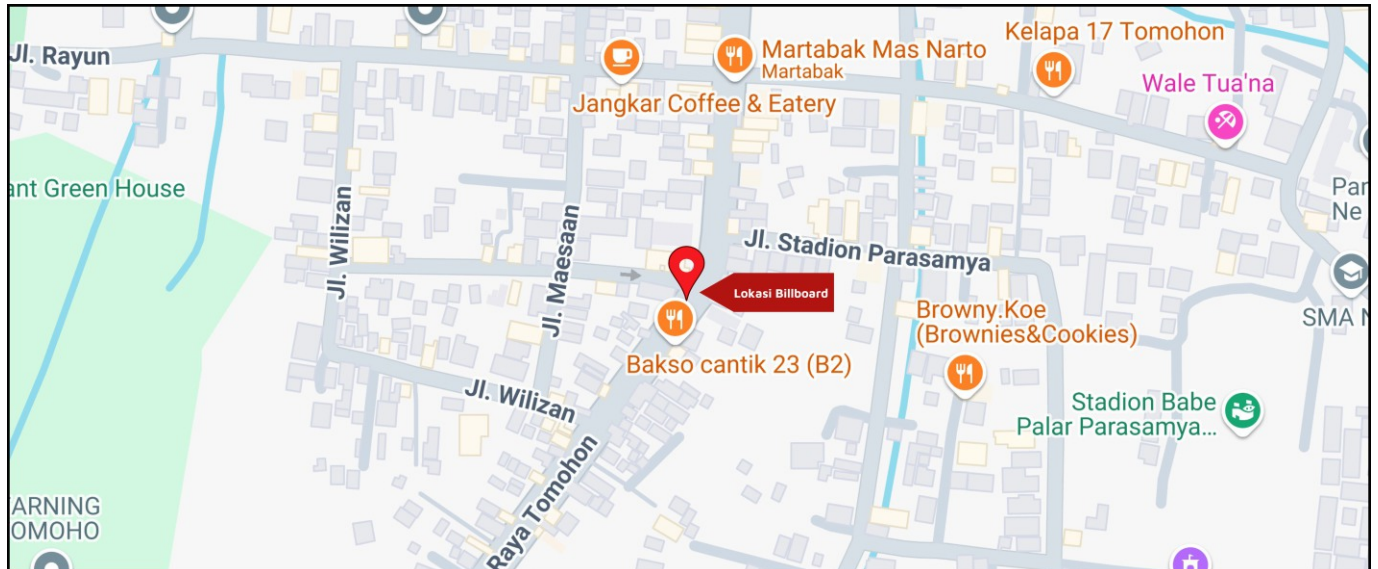 Jl. Rayun
Martabak Mas Narto
Martabak
Kelapa 17 Tomohon
Wale Tua'na
Jangkar Coffee & Eatery
ant Green House
Par
Ne
Jl. Wilizan
Jl. Maesaan
Jl. Stadion Parasamya
Lokasi Billboard
Browny.Koe
(Brownies&Cookies)
SMA N
Bakso cantik 23 (B2)
Jl. Wilizan
Stadion Babe
Palar Parasamya...
Raya Tomohon
ARNING
OMOHO